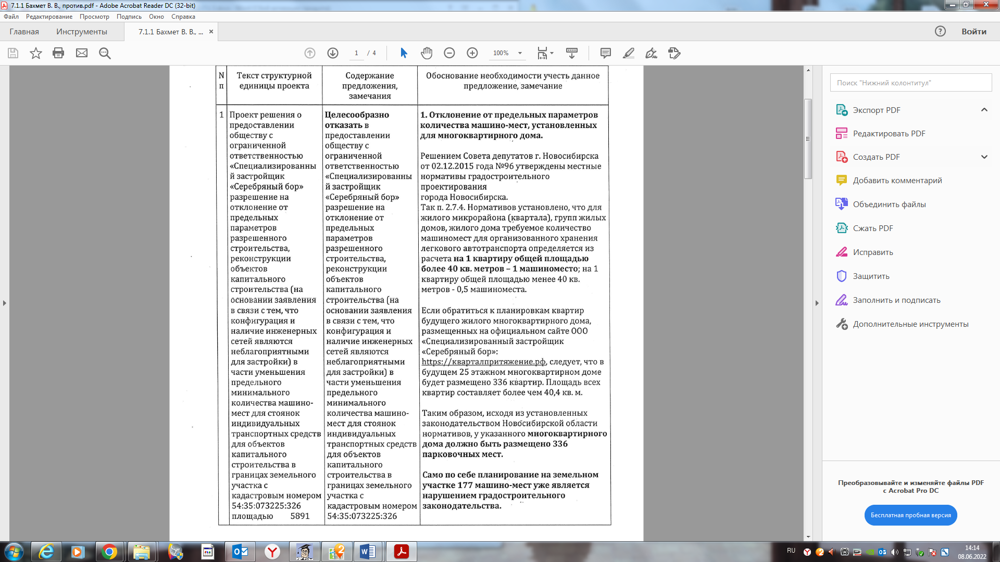 7.1.1 Бахмет В. В., против.pdf - Adobe Acrobat Reader DC (32-bit)
Файл Редактирование Просмотр Подпись Окно Справка
Главная Инструменты 7.1.1 Бахмет В. В., ... × Войти
1 / 4 100%
N п
Текст структурной
единицы проекта
Содержание
предложения,
замечания
Обоснование необходимости учесть данное
предложение, замечание
1
Проект решения о
предоставлении
обществу с
ограниченной
ответственностью
«Специализированны
й застройщик
«Серебряный бор»
разрешение на
отклонение от
предельных
параметров
разрешенного
строительства,
реконструкции
объектов
капитального
строительства (на
основании заявления
в связи с тем, что
конфигурация и
наличие инженерных
сетей являются
неблагоприятными
для застройки) в
части уменьшения
предельного
минимального
количества машино-
мест для стоянок
индивидуальных
транспортных средств
для объектов
капитального
строительства в
границах земельного
участка с
кадастровым номером
54:35:073225:326
площадью 5891
Целесообразно
отказать в
предоставлении
обществу с
ограниченной
ответственностью
«Специализированны
й застройщик
«Серебряный бор»
разрешение на
отклонение от
предельных
параметров
разрешенного
строительства,
реконструкции
объектов
капитального
строительства (на
основании заявления
в связи с тем, что
конфигурация и
наличие инженерных
сетей являются
неблагоприятными
для застройки) в
части уменьшения
предельного
минимального
количества машино-
мест для стоянок
индивидуальных
транспортных средств
для объектов
капитального
строительства в
границах земельного
участка с
кадастровым номером
54:35:073225:326
1. Отклонение от предельных параметров
количества машино-мест, установленных
для многоквартирного дома.
Решением Совета депутатов г. Новосибирска
от 02.12.2015 года №96 утверждены местные
нормативы градостроительного
проектирования
города Новосибирска.
Так п. 2.7.4. Нормативов установлено, что для
жилого микрорайона (квартала), групп жилых
домов, жилого дома требуемое количество
машиномест для организованного хранения
легкового автотранспорта определяется из
расчета на 1 квартиру общей площадью
более 40 кв. метров – 1 машиноместо; на 1
квартиру общей площадью менее 40 кв.
метров - 0,5 машиноместа.
Если обратиться к планировкам квартир
будущего жилого многоквартирного дома,
размещенных на официальном сайте ООО
«Специализированный застройщик
«Серебряный бор»:
https://кварталпритяжение.рф, следует, что в
будущем 25 этажном многоквартирном доме
будет размещено 336 квартир. Площадь всех
квартир составляет более чем 40,4 кв. м.
Таким образом, исходя из установленных
законодательством Новосибирской области
нормативов, у указанного многоквартирного
дома должно быть размещено 336
парковочных мест.
Само по себе планирование на земельном
участке 177 машино-мест уже является
нарушением градостроительного
законодательства.
Поиск "Нижний колонтитул"
Экспорт PDF
Редактировать PDF
Создать PDF
Добавить комментарий
Объединить файлы
Сжать PDF
Исправить
Защитить
Заполнить и подписать
Дополнительные инструменты
Преобразовывайте и изменяйте файлы PDF
с Acrobat Pro DC
Бесплатная пробная версия
RU
14:14
08.06.2022